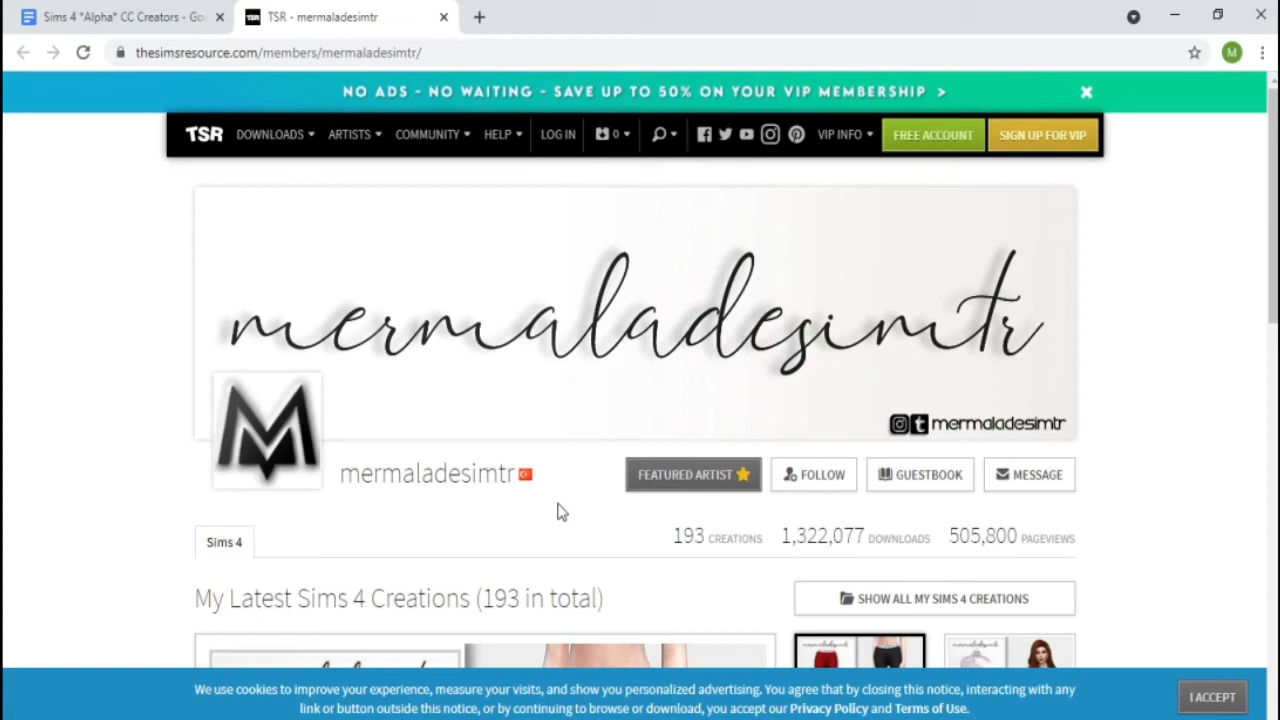 Sims 4 *Alpha* CC Creators - Go
TSR - mermaladesimtr
thesimsresource.com/members/mermaladesimtr/
M
NO ADS - NO WAITING - SAVE UP TO 50% ON YOUR VIP MEMBERSHIP >
TSR DOWNLOADS ARTISTS COMMUNITY HELP LOG IN 0 VIP INFO FREE ACCOUNT SIGN UP FOR VIP
mermaladesimtr
mermaladesimtr
M
mermaladesimtr
FEATURED ARTIST FOLLOW GUESTBOOK MESSAGE
Sims 4
193 CREATIONS 1,322,077 DOWNLOADS 505,800 PAGEVIEWS
My Latest Sims 4 Creations (193 in total)
SHOW ALL MY SIMS 4 CREATIONS
mermaladesimtr
mermaladesimtr
We use cookies to improve your experience, measure your visits, and show you personalized advertising. You agree that by closing this notice, interacting with any
link or button outside this notice, or by continuing to browse or download, you accept our Privacy Policy and Terms of Use.
I ACCEPT